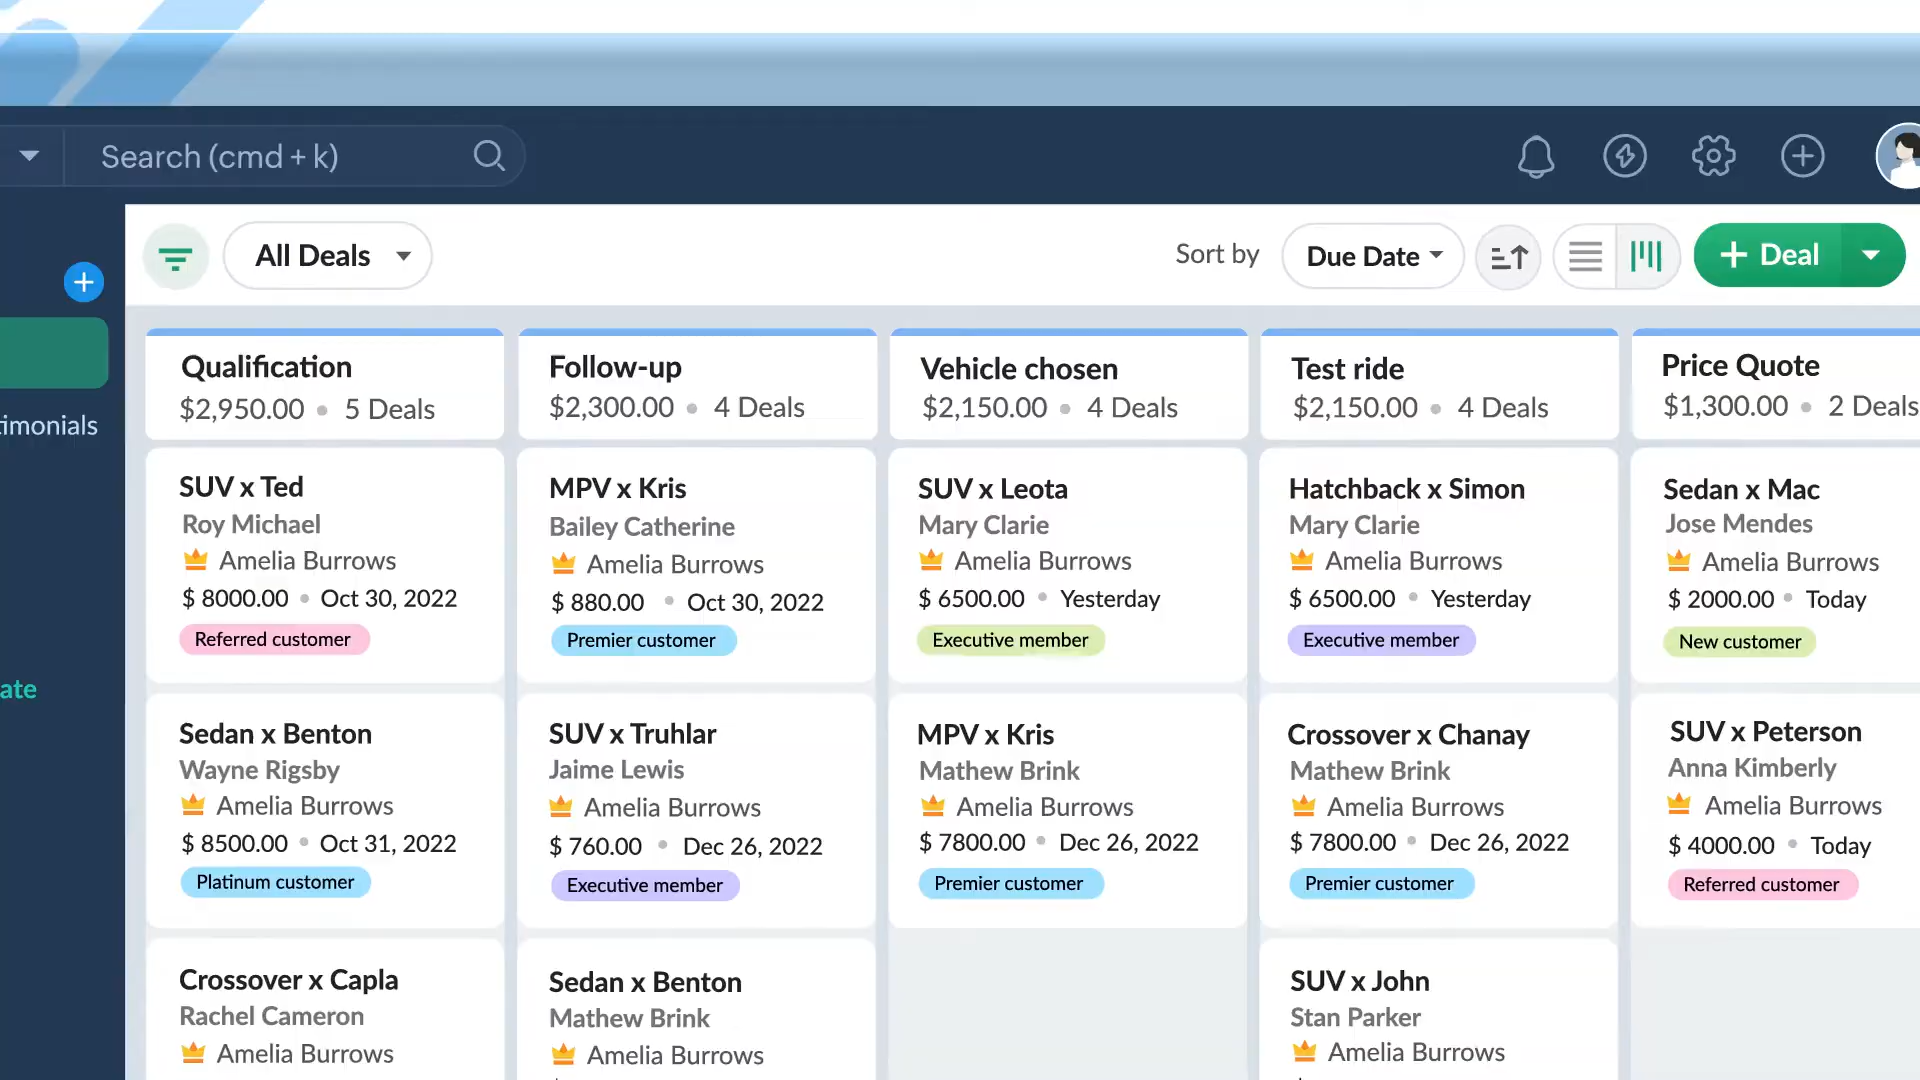 Search (cmd + k)
All Deals
Sort by
Due Date
Deal
timonials
ate
Qualification
$2,950.00 • 5 Deals
SUV x Ted
Roy Michael
Amelia Burrows
$ 8000.00 • Oct 30, 2022
Referred customer
Sedan x Benton
Wayne Rigsby
Amelia Burrows
$ 8500.00 • Oct 31, 2022
Platinum customer
Crossover x Capla
Rachel Cameron
Amelia Burrows
Follow-up
$2,300.00 • 4 Deals
MPV x Kris
Bailey Catherine
Amelia Burrows
$ 880.00 • Oct 30, 2022
Premier customer
SUV x Truhlar
Jaime Lewis
Amelia Burrows
$ 760.00 • Dec 26, 2022
Executive member
Sedan x Benton
Mathew Brink
Amelia Burrows
Vehicle chosen
$2,150.00 • 4 Deals
SUV x Leota
Mary Clarie
Amelia Burrows
$ 6500.00 • Yesterday
Executive member
MPV x Kris
Mathew Brink
Amelia Burrows
$ 7800.00 • Dec 26, 2022
Premier customer
Test ride
$2,150.00 • 4 Deals
Hatchback x Simon
Mary Clarie
Amelia Burrows
$ 6500.00 • Yesterday
Executive member
Crossover x Chanay
Mathew Brink
Amelia Burrows
$ 7800.00 • Dec 26, 2022
Premier customer
SUV x John
Stan Parker
Amelia Burrows
Price Quote
$1,300.00 • 2 Deals
Sedan x Mac
Jose Mendes
Amelia Burrows
$ 2000.00 • Today
New customer
SUV x Peterson
Anna Kimberly
Amelia Burrows
$ 4000.00 • Today
Referred customer